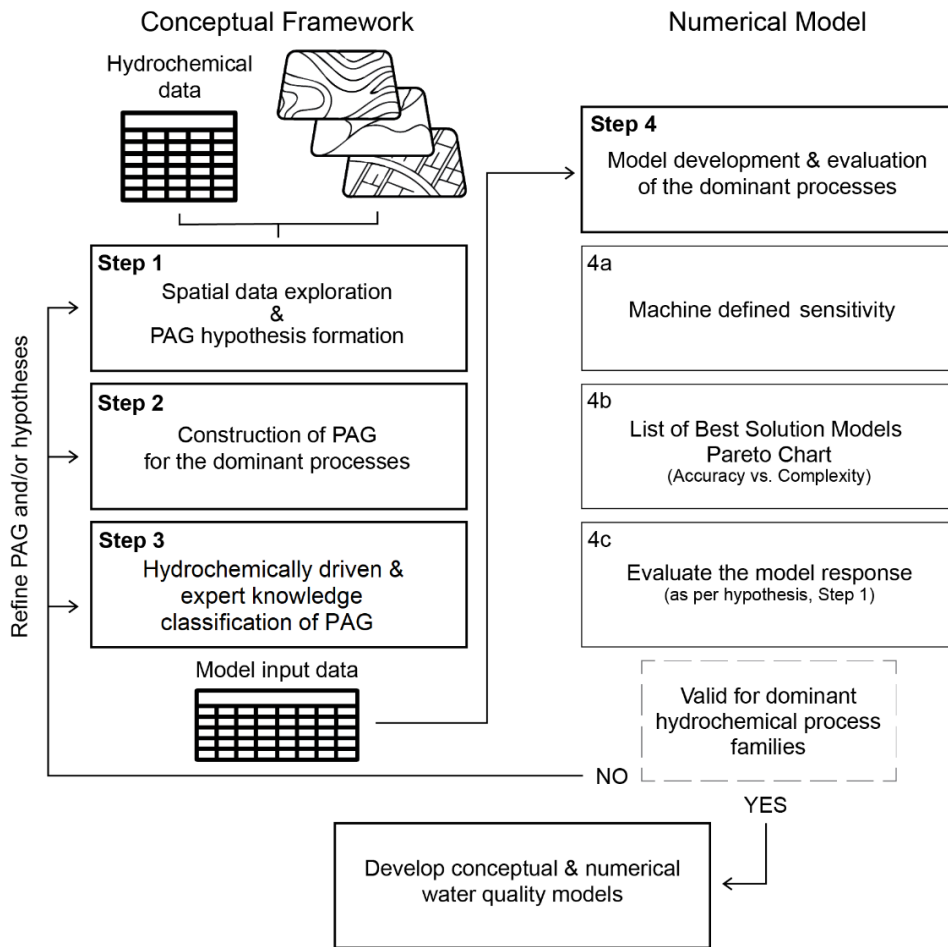 Conceptual Framework
Hydrochemical
data
Step 1
Spatial data exploration
&
PAG hypothesis formation
Step 2
Construction of PAG
for the dominant processes
Step 3
Hydrochemically driven &
expert knowledge
classification of PAG
Model input data
Refine PAG and/or hypotheses
Numerical Model
Step 4
Model development & evaluation
of the dominant processes
4a
Machine defined sensitivity
4b
List of Best Solution Models
Pareto Chart
(Accuracy vs. Complexity)
4c
Evaluate the model response
(as per hypothesis, Step 1)
Valid for dominant
hydrochemical process
families
NO
YES
Develop conceptual & numerical
water quality models